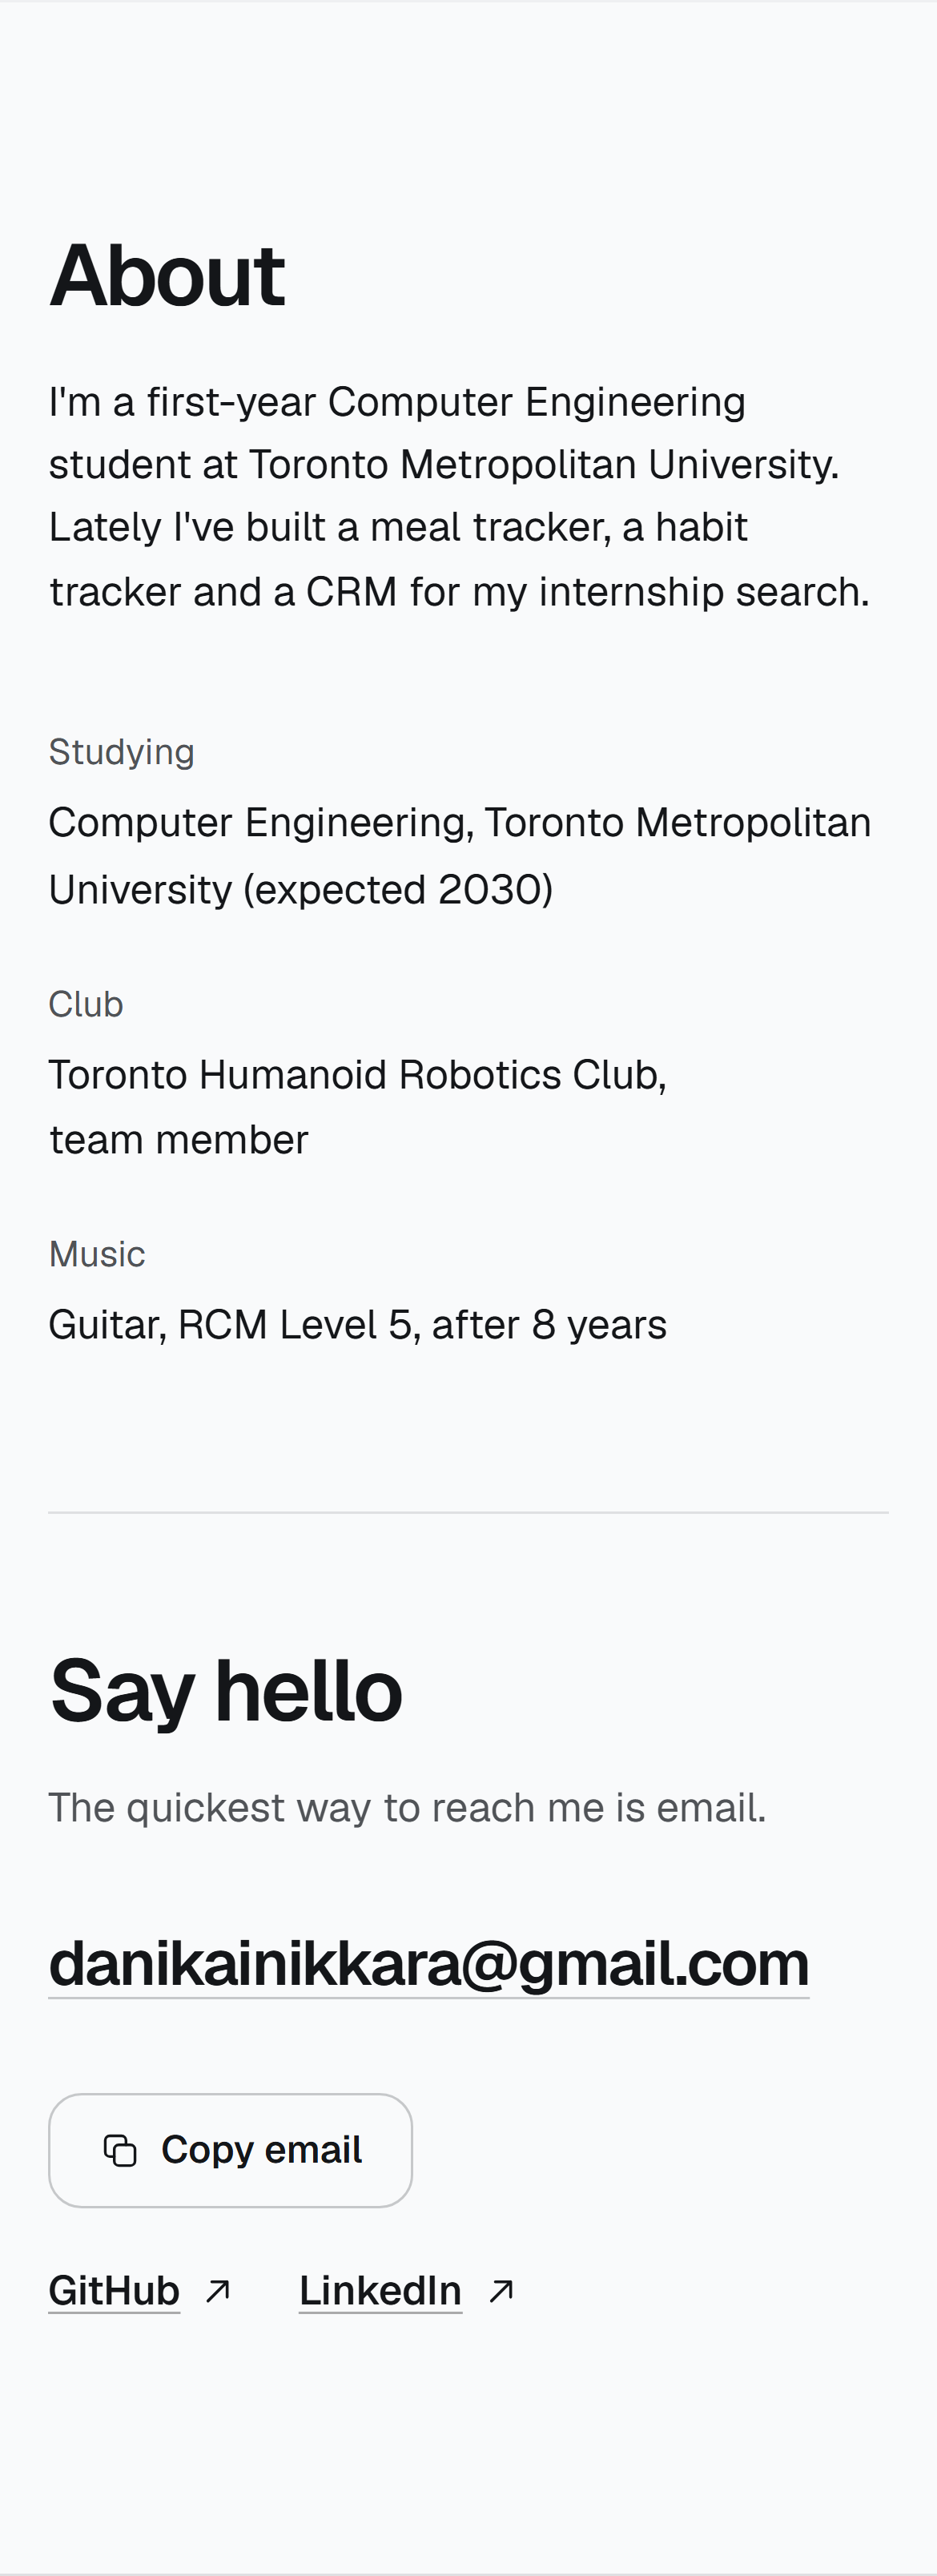 About
I'm a first-year Computer Engineering
student at Toronto Metropolitan University.
Lately I've built a meal tracker, a habit
tracker and a CRM for my internship search.
Studying
Computer Engineering, Toronto Metropolitan
University (expected 2030)
Club
Toronto Humanoid Robotics Club,
team member
Music
Guitar, RCM Level 5, after 8 years
Say hello
The quickest way to reach me is email.
danikainikkara@gmail.com
Copy email
GitHub LinkedIn